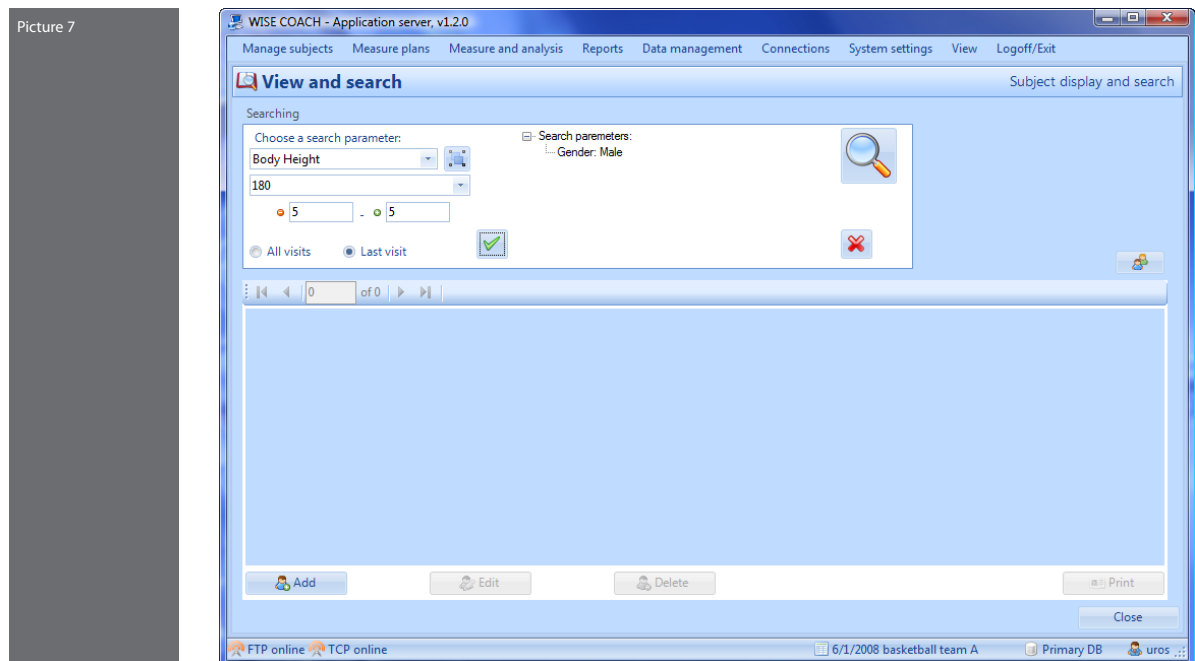 Picture 7
WISE COACH - Application server, v1.2.0
Manage subjects Measure plans Measure and analysis Reports Data management Connections System settings View Logoff/Exit
View and search Subject display and search
Searching
Choose a search parameter:
Search paremeters:
Gender: Male
Body Height
180
5 - 5
All visits Last visit
0 of 0
Add Edit Delete Print
Close
FTP online TCP online 6/1/2008 basketball team A Primary DB uros